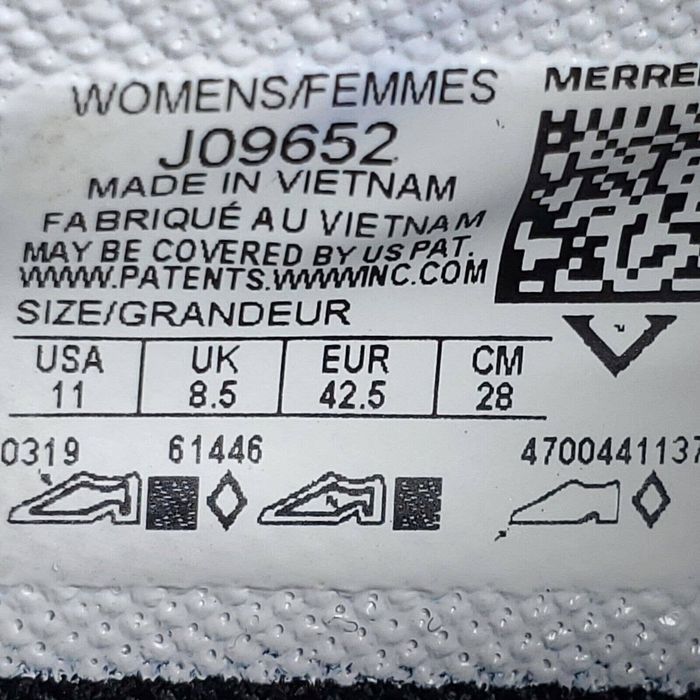 WOMENS/FEMMES
MERRE
J09652
MADE IN VIETNAM
FABRIQUÉ AU VIETNAM
MAY BE COVERED BY US PAT.
WWW.PATENTS.WWWINC.COM
SIZE/GRANDEUR
USA UK EUR CM
11 8.5 42.5 28
0319 61446 4700441137